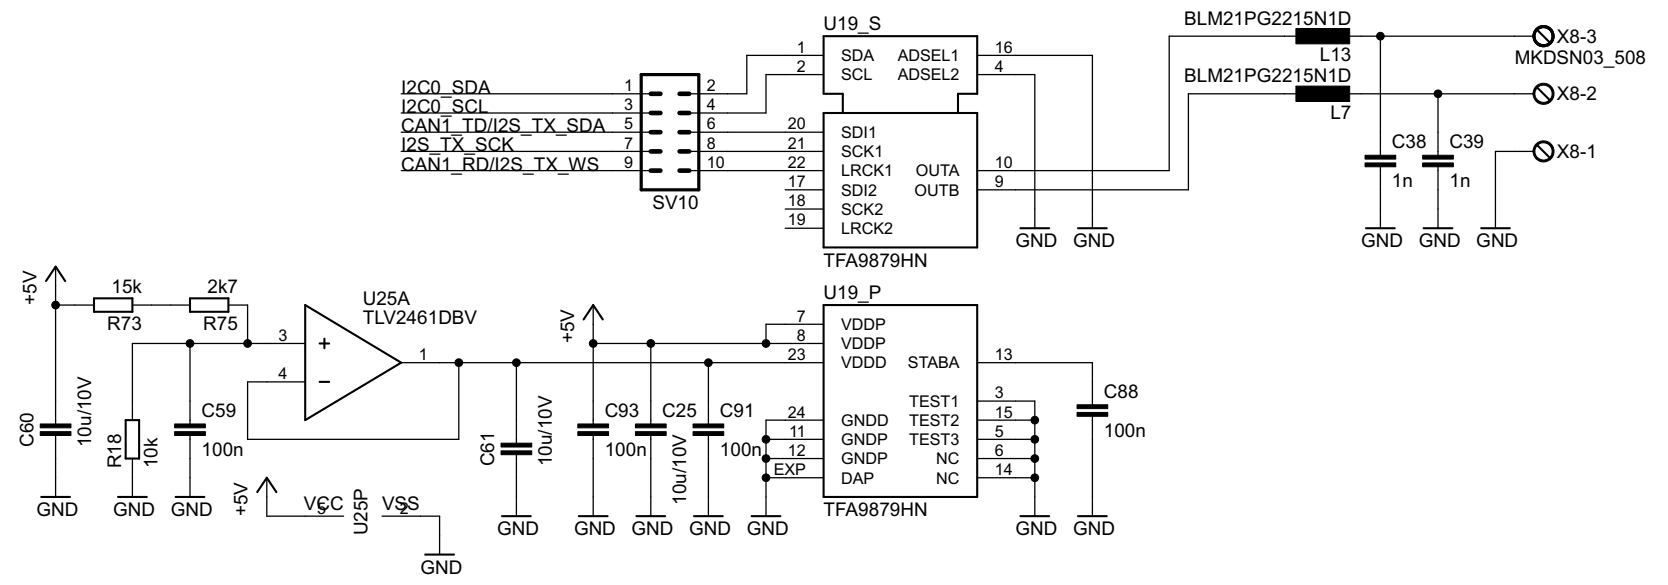 U19_S
BLM21PG2215N1D
L13
X8-3
MKDSN03_508
BLM21PG2215N1D
L7
X8-2
X8-1
1 SDA ADSEL1 16
2 SCL ADSEL2 4
I2C0_SDA 1 2
I2C0_SCL 3 4
CAN1_TD/I2S_TX_SDA 5 6
I2S_TX_SCK 7 8
CAN1_RD/I2S_TX_WS 9 10
SV10
20 SDI1
21 SCK1
22 LRCK1 OUTA 10
17 SDI2 OUTB 9
18 SCK2
19 LRCK2
TFA9879HN
GND GND
C38 C39
1n 1n
GND GND GND
+5V
15k 2k7
R73 R75
U25A
TLV2461DBV
3 +
4 −
1
C60
10u/10V
R18
10k
C59
100n
GND GND GND
+5V
VCC
5
U25P
VSS
2
GND
C61
10u/10V
GND
+5V
C93
100n
C25
10u/10V
C91
100n
GND GND GND GND
U19_P
7 VDDP
8 VDDP
23 VDDD STABA 13
TEST1 3
24 GNDD TEST2 15
11 GNDP TEST3 5
12 GNDP NC 6
EXP DAP NC 14
TFA9879HN
C88
100n
GND GND